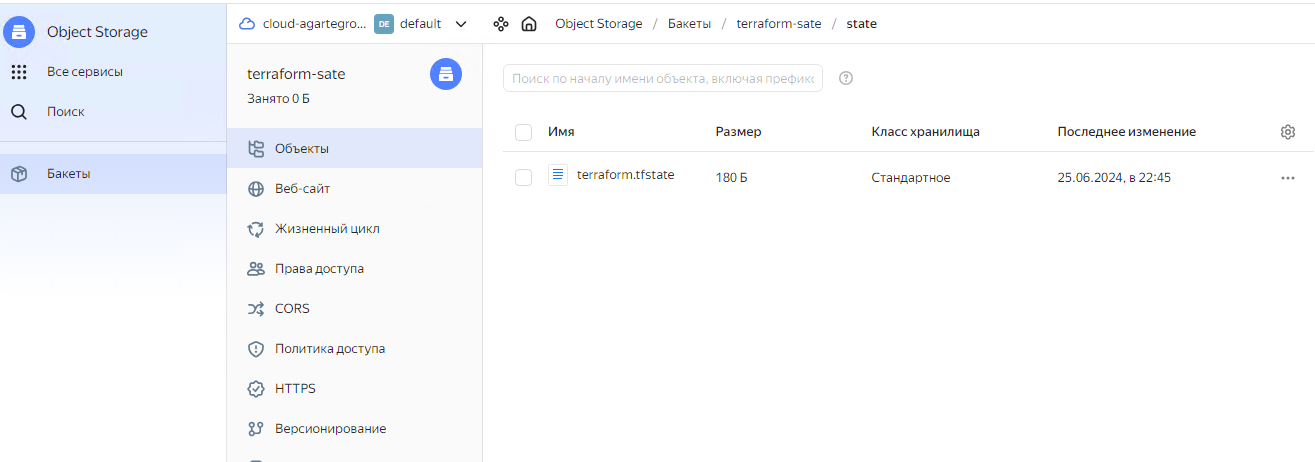 Object Storage
Все сервисы
Поиск
Бакеты
cloud-agartegro... DE default
Object Storage / Бакеты / terraform-sate / state
terraform-sate
Занято 0 Б
Объекты
Веб-сайт
Жизненный цикл
Права доступа
CORS
Политика доступа
HTTPS
Версионирование
Поиск по началу имени объекта, включая префикс
Имя Размер Класс хранилища Последнее изменение
terraform.tfstate 180 Б Стандартное 25.06.2024, в 22:45